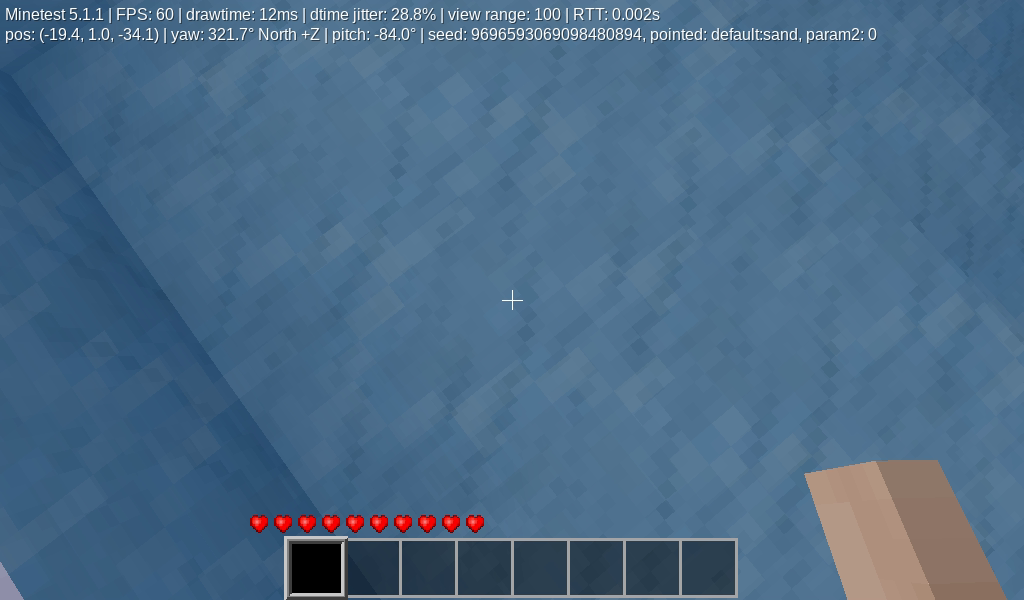 Minetest 5.1.1 | FPS: 60 | drawtime: 12ms | dtime jitter: 28.8% | view range: 100 | RTT: 0.002s
pos: (-19.4, 1.0, -34.1) | yaw: 321.7° North +Z | pitch: -84.0° | seed: 9696593069098480894, pointed: default:sand, param2: 0